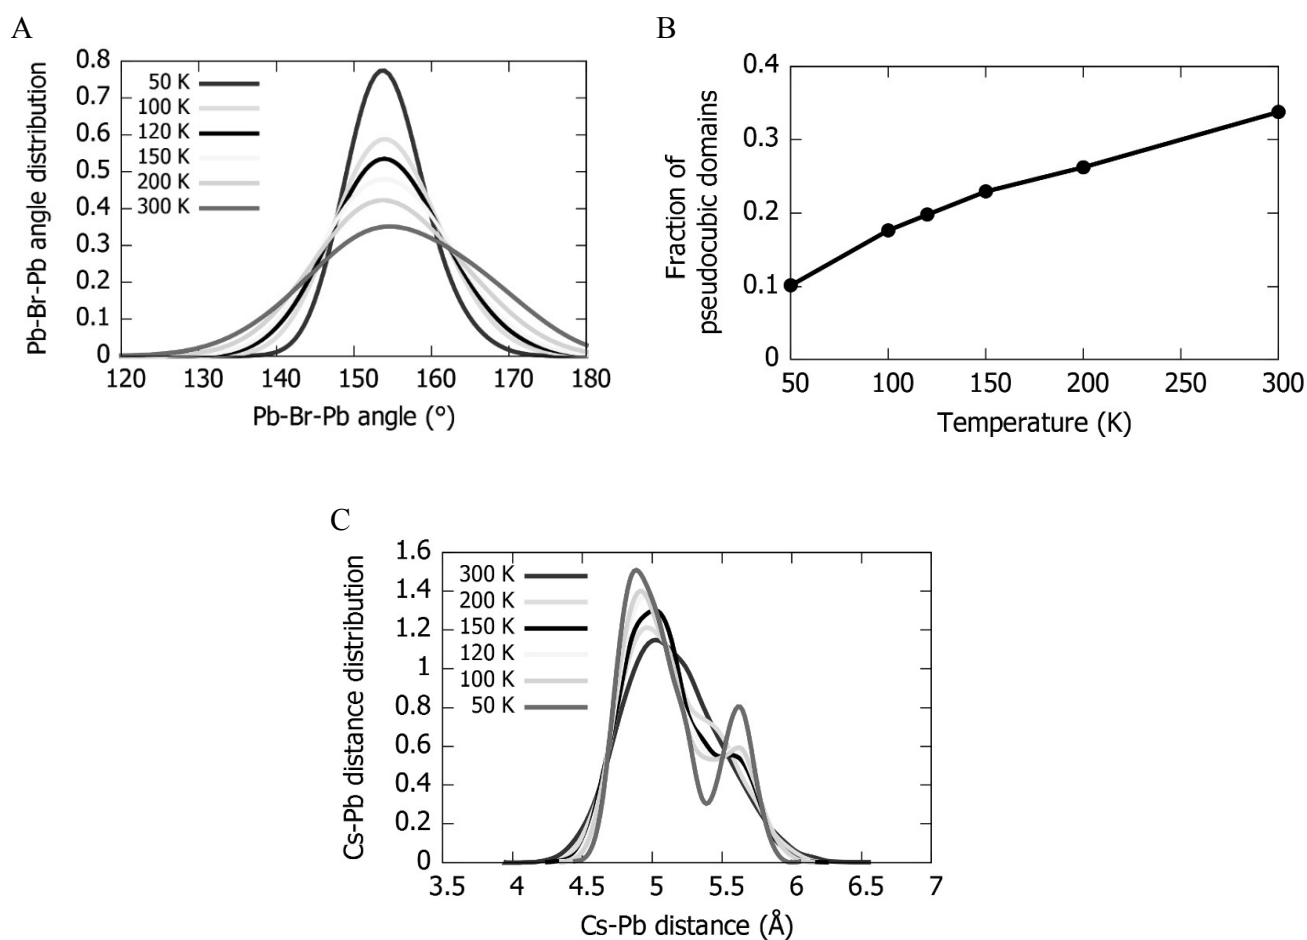 A
Pb-Br-Pb angle distribution
0.8
0.7
0.6
0.5
0.4
0.3
0.2
0.1
0
50 K
100 K
120 K
150 K
200 K
300 K
120 130 140 150 160 170 180
Pb-Br-Pb angle (°)
B
Fraction of
pseudocubic domains
0.4
0.3
0.2
0.1
0
50 100 150 200 250 300
Temperature (K)
C
Cs-Pb distance distribution
1.6
1.4
1.2
1
0.8
0.6
0.4
0.2
0
300 K
200 K
150 K
120 K
100 K
50 K
3.5 4 4.5 5 5.5 6 6.5 7
Cs-Pb distance (Å)